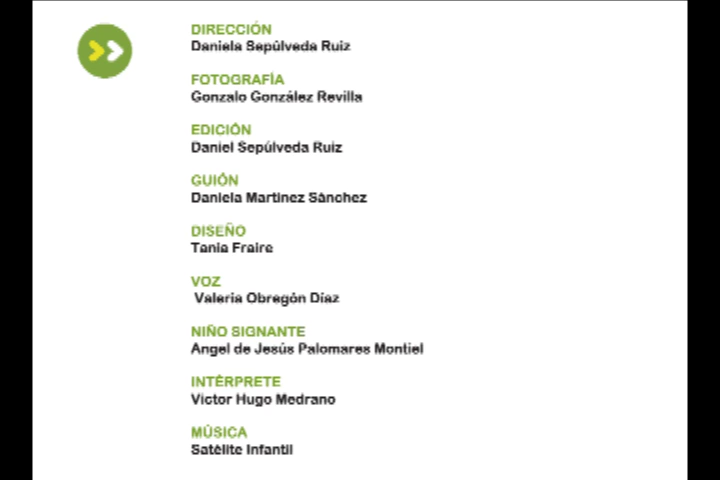 DIRECCIÓN
Daniela Sepúlveda Ruiz
FOTOGRAFÍA
Gonzalo González Revilla
EDICIÓN
Daniel Sepúlveda Ruiz
GUIÓN
Daniela Martinez Sánchez
DISEÑO
Tania Fraire
VOZ
Valeria Obregón Díaz
NIÑO SIGNANTE
Angel de Jesús Palomares Montiel
INTÉRPRETE
Victor Hugo Medrano
MÚSICA
Satélite Infantil